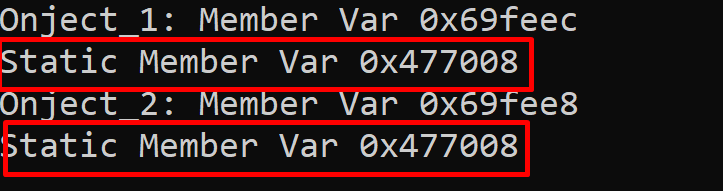 Onject_1: Member Var 0x69feec
Static Member Var 0x477008
Onject_2: Member Var 0x69fee8
Static Member Var 0x477008